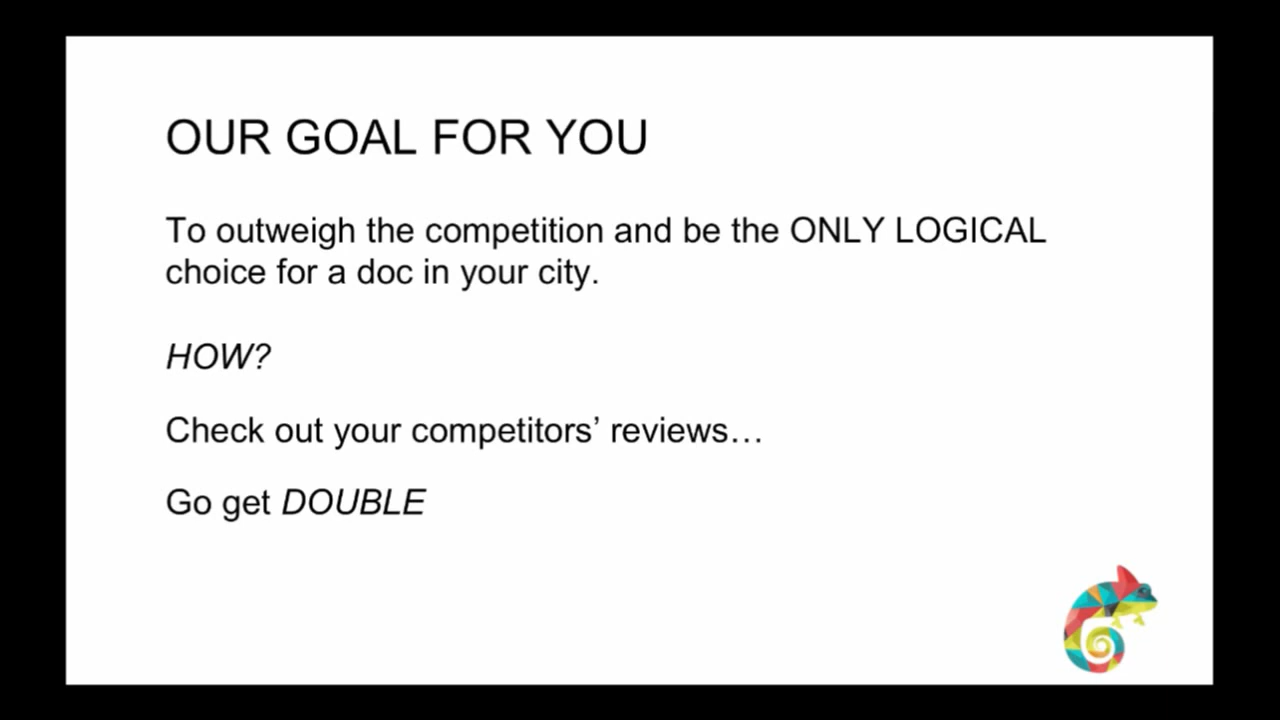 OUR GOAL FOR YOU
To outweigh the competition and be the ONLY LOGICAL
choice for a doc in your city.
HOW?
Check out your competitors’ reviews…
Go get DOUBLE